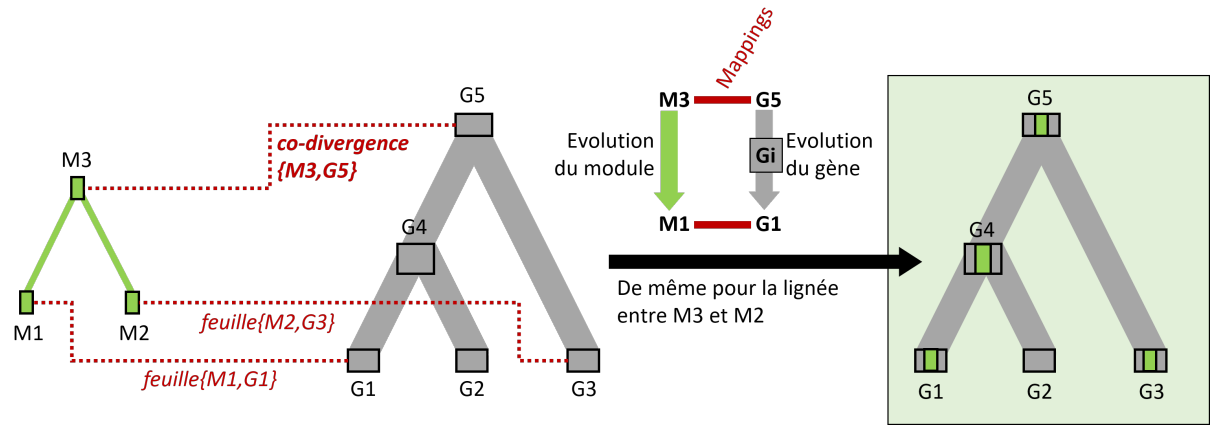 M3
M1
M2
co-divergence
{M3,G5}
feuille{M2,G3}
feuille{M1,G1}
G5
G4
G1
G2
G3
Mappings
M3
G5
Evolution
du module
Gi
Evolution
du gène
M1
G1
De même pour la lignée
entre M3 et M2
G5
G4
G1
G2
G3